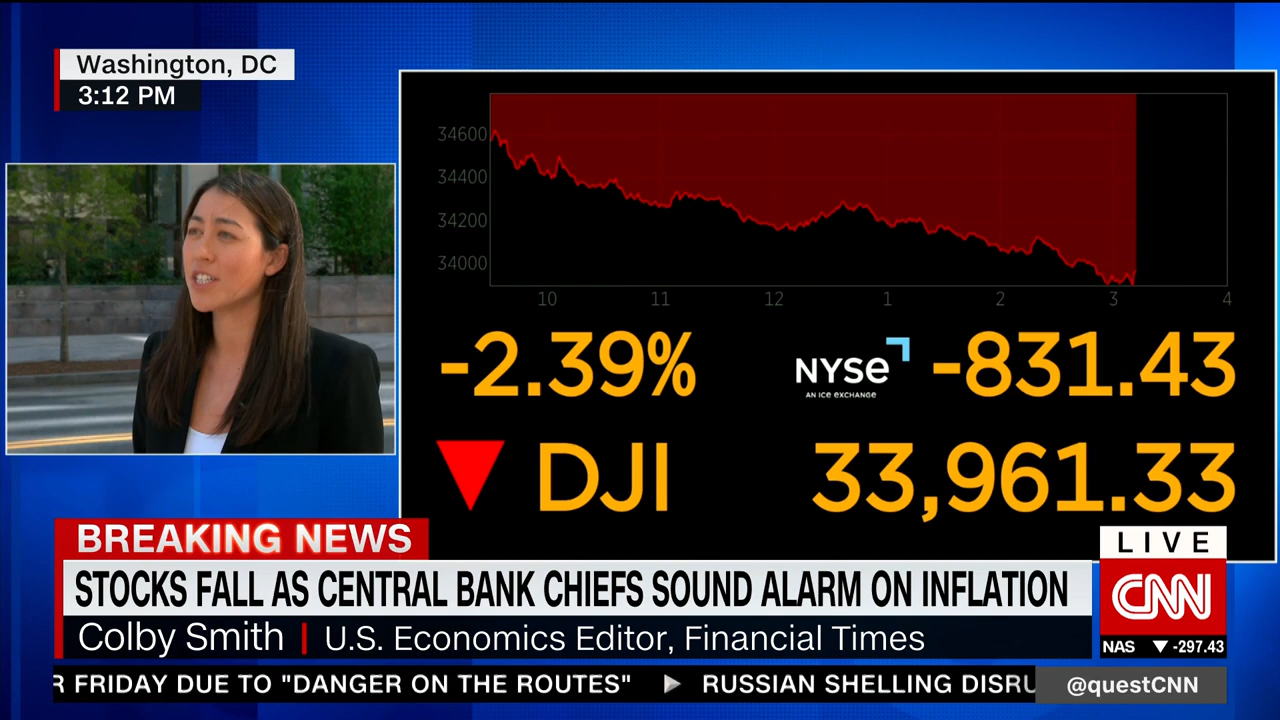 Washington, DC
3:12 PM
34600
34400
34200
34000
10 11 12 1 2 3 4
-2.39% NYSE -831.43
AN ICE EXCHANGE
▼ DJI 33,961.33
BREAKING NEWS
LIVE
STOCKS FALL AS CENTRAL BANK CHIEFS SOUND ALARM ON INFLATION
CNN
Colby Smith | U.S. Economics Editor, Financial Times
NAS ▼ -297.43
R FRIDAY DUE TO "DANGER ON THE ROUTES" ▶ RUSSIAN SHELLING DISRU
@questCNN